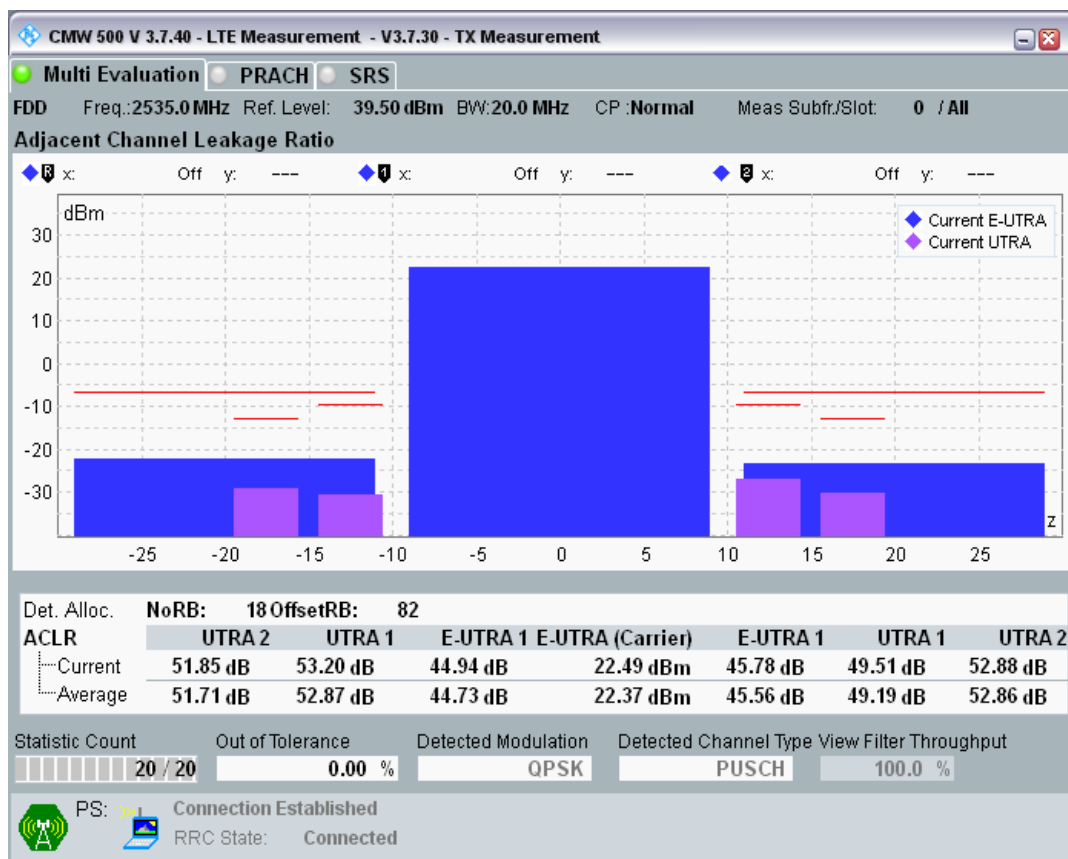 CMW 500 V 3.7.40 - LTE Measurement - V3.7.30 - TX Measurement
Multi Evaluation PRACH SRS
FDD Freq.:2535.0 MHz Ref. Level: 39.50 dBm BW:20.0 MHz CP :Normal Meas Subfr./Slot: 0 / All
Adjacent Channel Leakage Ratio
R x: Off y: --- 1 x: Off y: --- 2 x: Off y: ---
dBm
Current E-UTRA
Current UTRA
30
20
10
0
-10
-20
-30
z
-25 -20 -15 -10 -5 0 5 10 15 20 25
Det. Alloc. NoRB: 18 OffsetRB: 82
ACLR UTRA 2 UTRA 1 E-UTRA 1 E-UTRA (Carrier) E-UTRA 1 UTRA 1 UTRA 2
Current 51.85 dB 53.20 dB 44.94 dB 22.49 dBm 45.78 dB 49.51 dB 52.88 dB
Average 51.71 dB 52.87 dB 44.73 dB 22.37 dBm 45.56 dB 49.19 dB 52.86 dB
Statistic Count Out of Tolerance Detected Modulation Detected Channel Type View Filter Throughput
20 / 20 0.00 % QPSK PUSCH 100.0 %
PS: Connection Established
RRC State: Connected